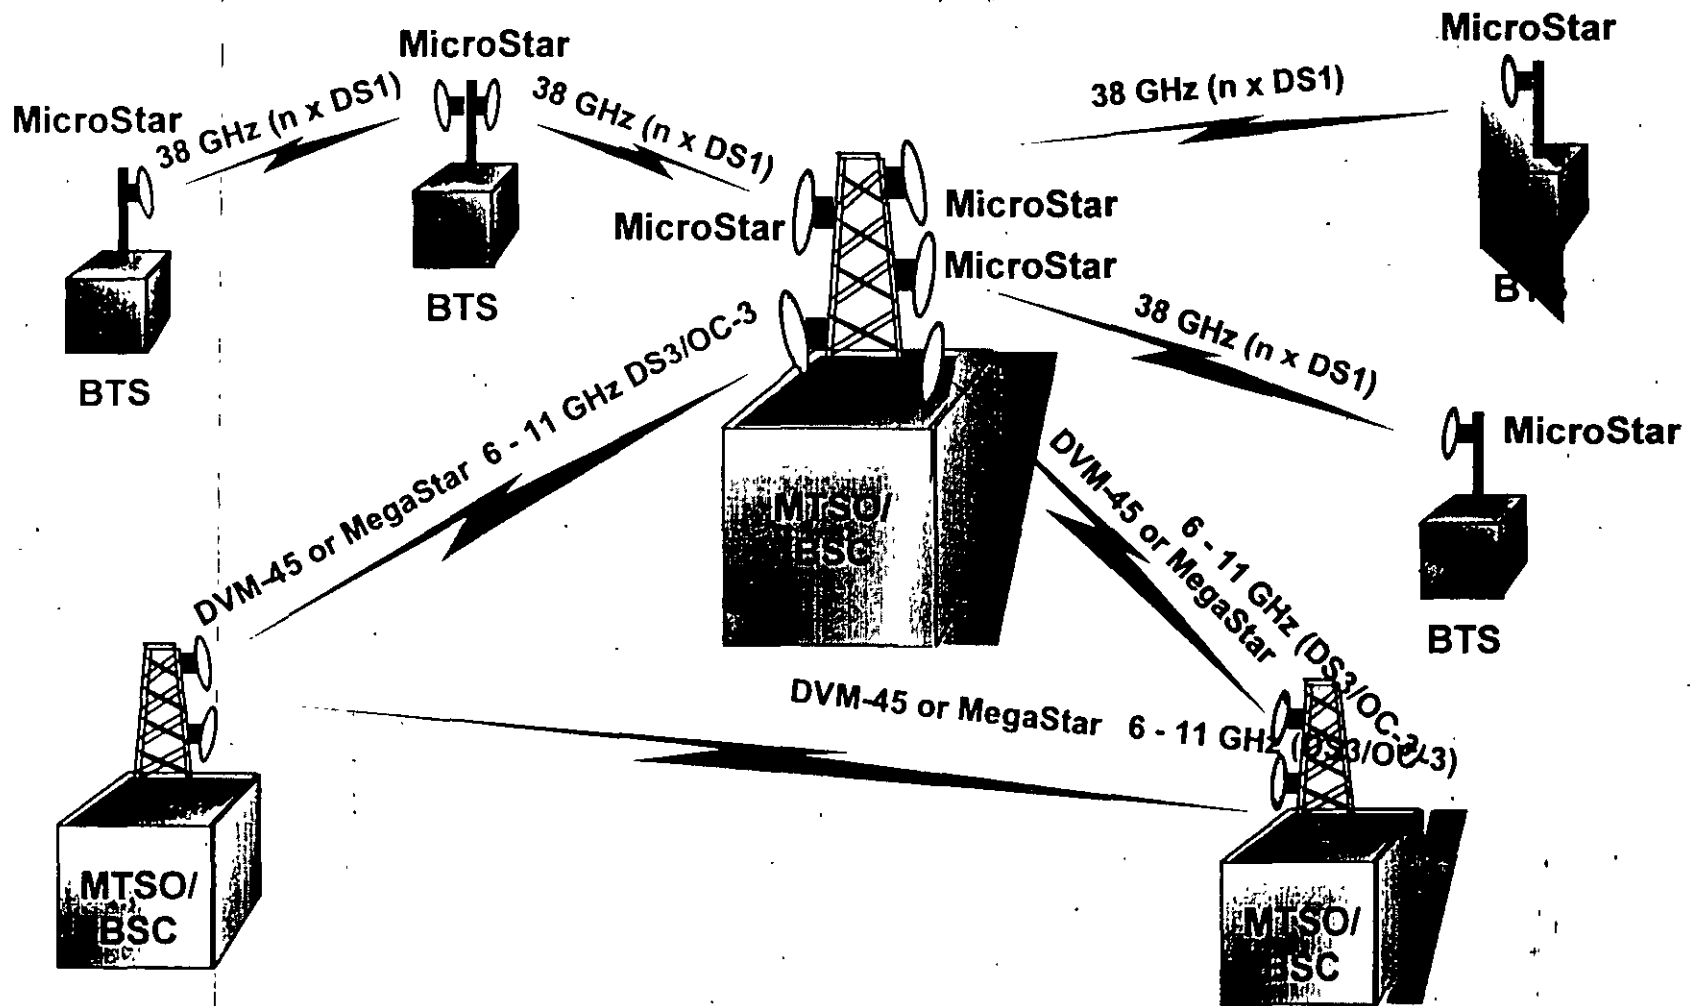 MicroStar
MicroStar
MicroStar
38 GHz (n x DS1)
38 GHz (n x DS1)
38 GHz (n x DS1)
MicroStar
MicroStar
MicroStar
BTS
BTS
BTS
38 GHz (n x DS1)
DVM-45 or MegaStar 6 - 11 GHz DS3/OC-3
MicroStar
BTS
MTSO/
BSC
6 - 11 GHz (DS3/OC-3)
DVM-45 or MegaStar
DVM-45 or MegaStar 6 - 11 GHz (DS3/OC-3)
MTSO/
BSC
MTSO/
BSC